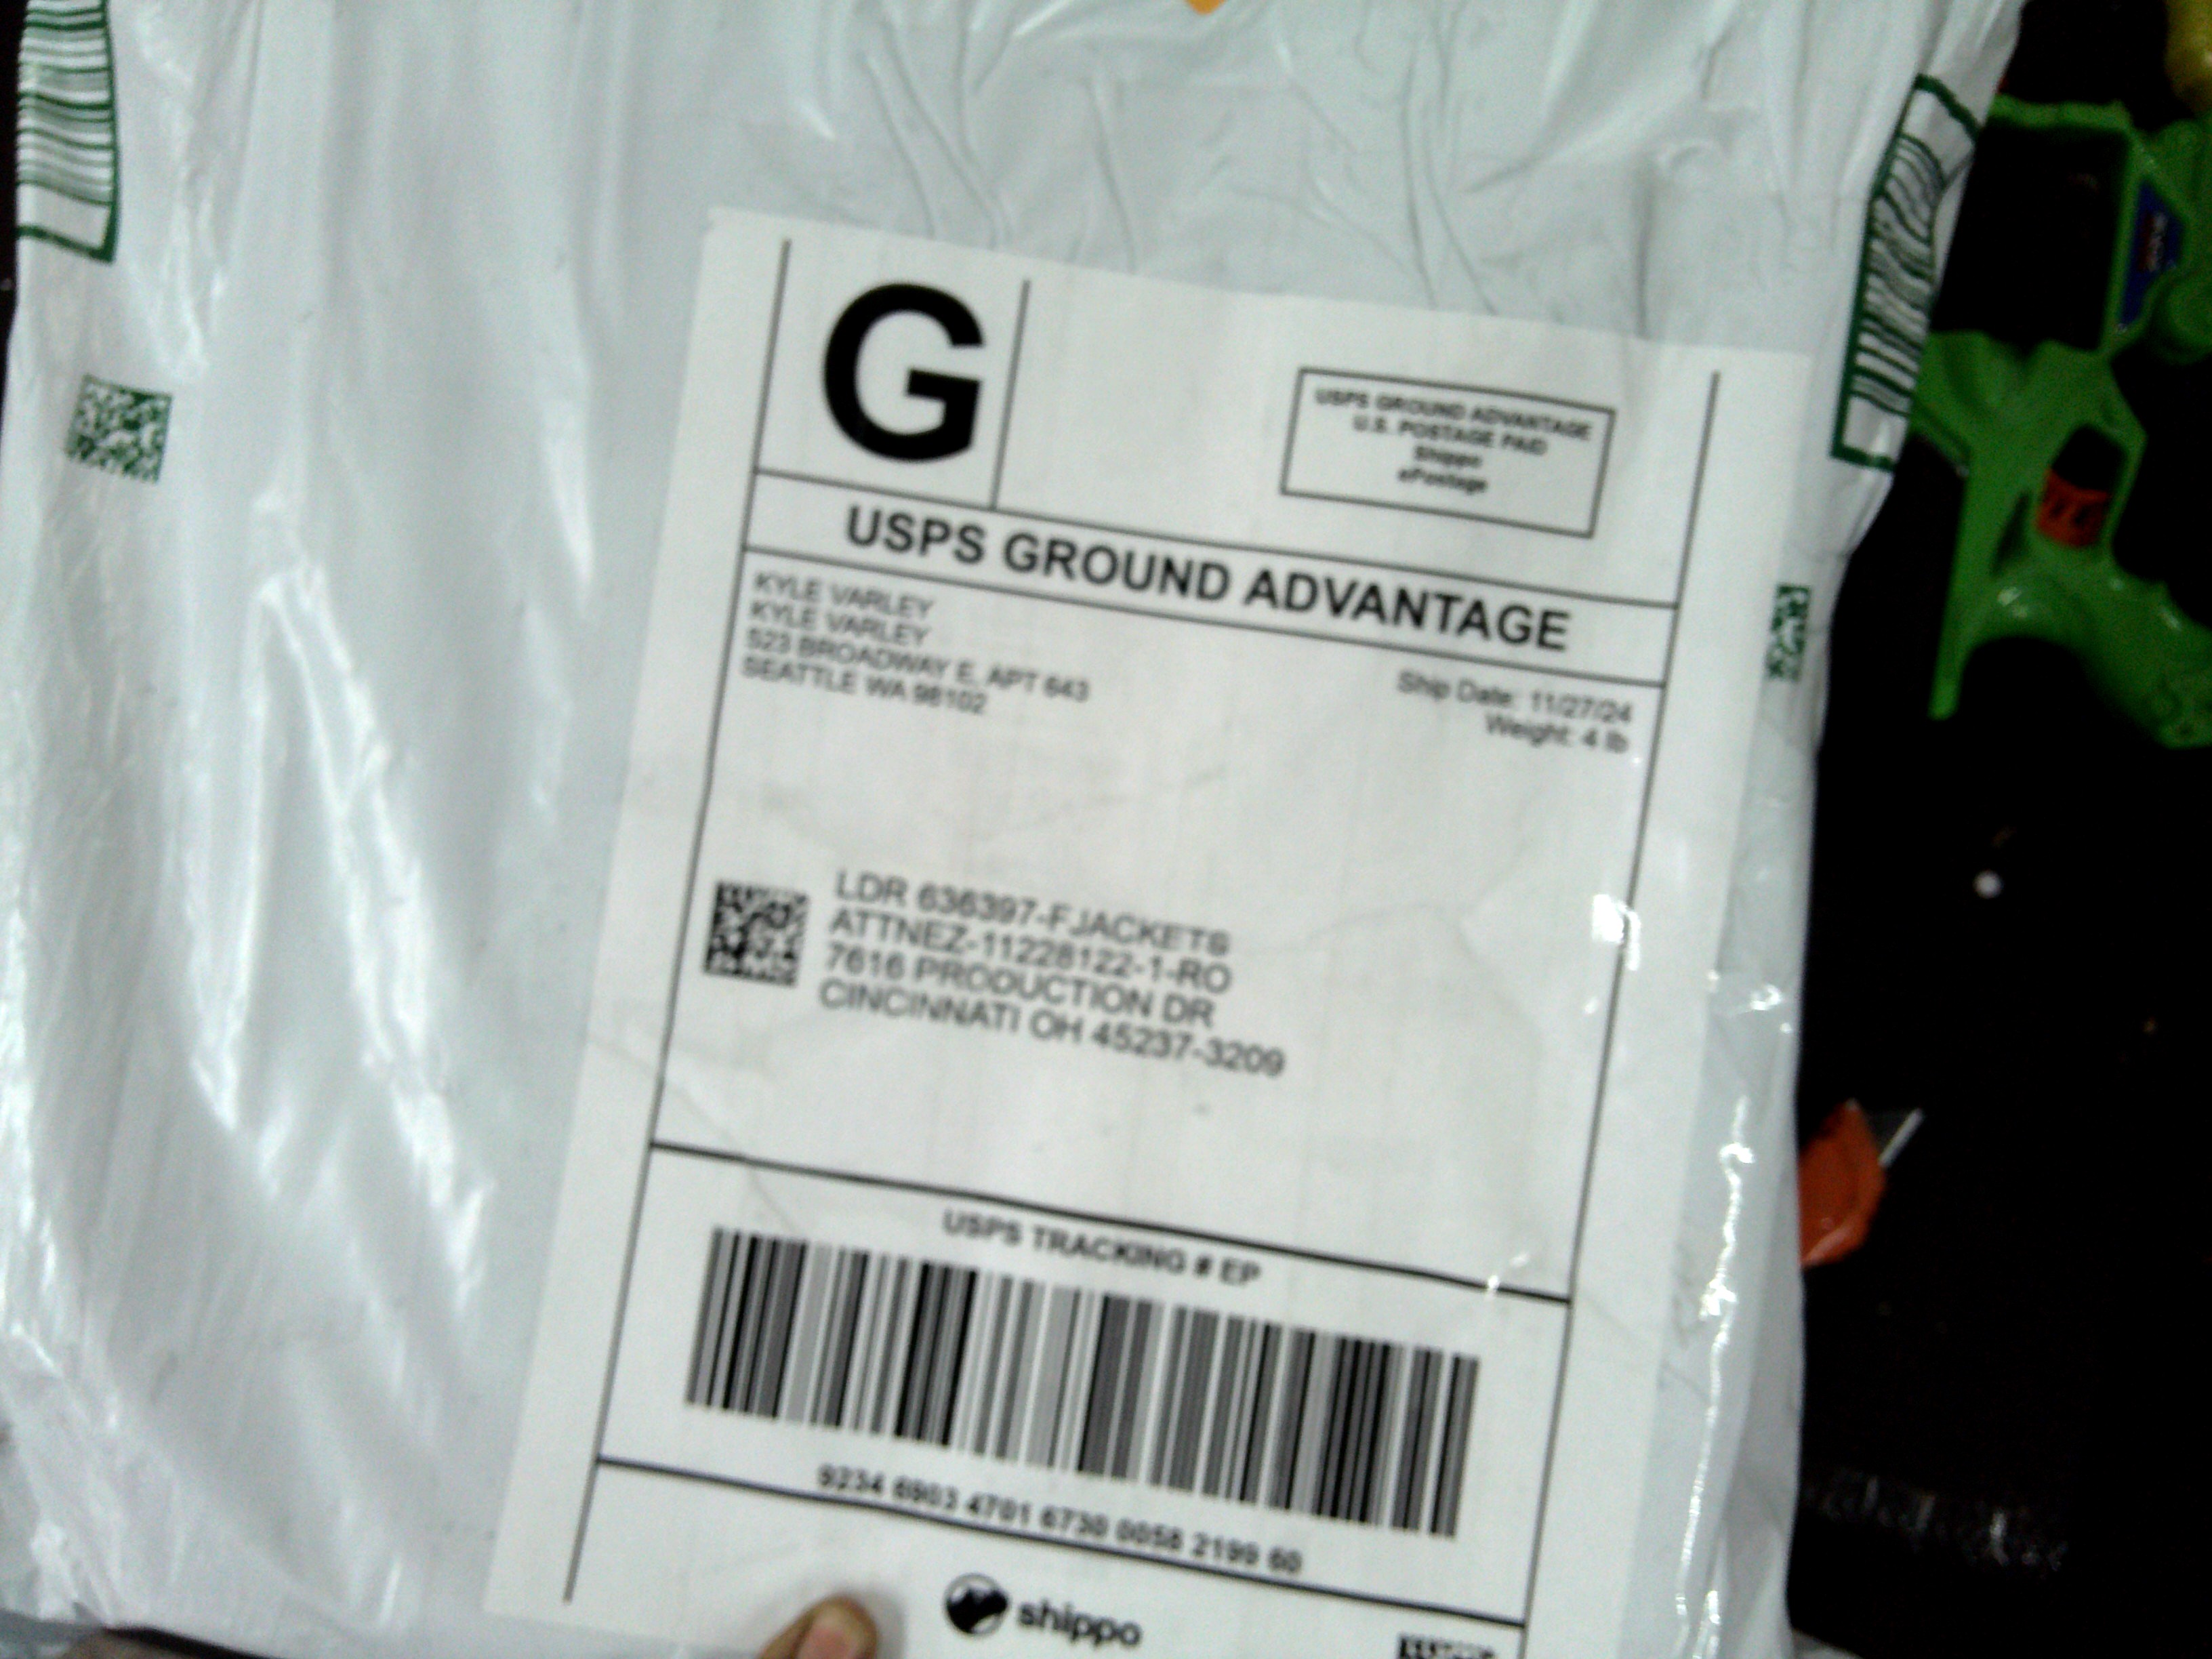 G
USPS GROUND ADVANTAGE
U.S. POSTAGE PAID
Shippo
ePostage
USPS GROUND ADVANTAGE
KYLE VARLEY
KYLE VARLEY
523 BROADWAY E, APT 643
SEATTLE WA 98102
Ship Date: 11/27/24
Weight: 4 lb
LDR 636397-FJACKETS
ATTNEZ-11228122-1-RO
7616 PRODUCTION DR
CINCINNATI OH 45237-3209
USPS TRACKING # EP
9234 6903 4701 6730 0058 2199 60
shippo